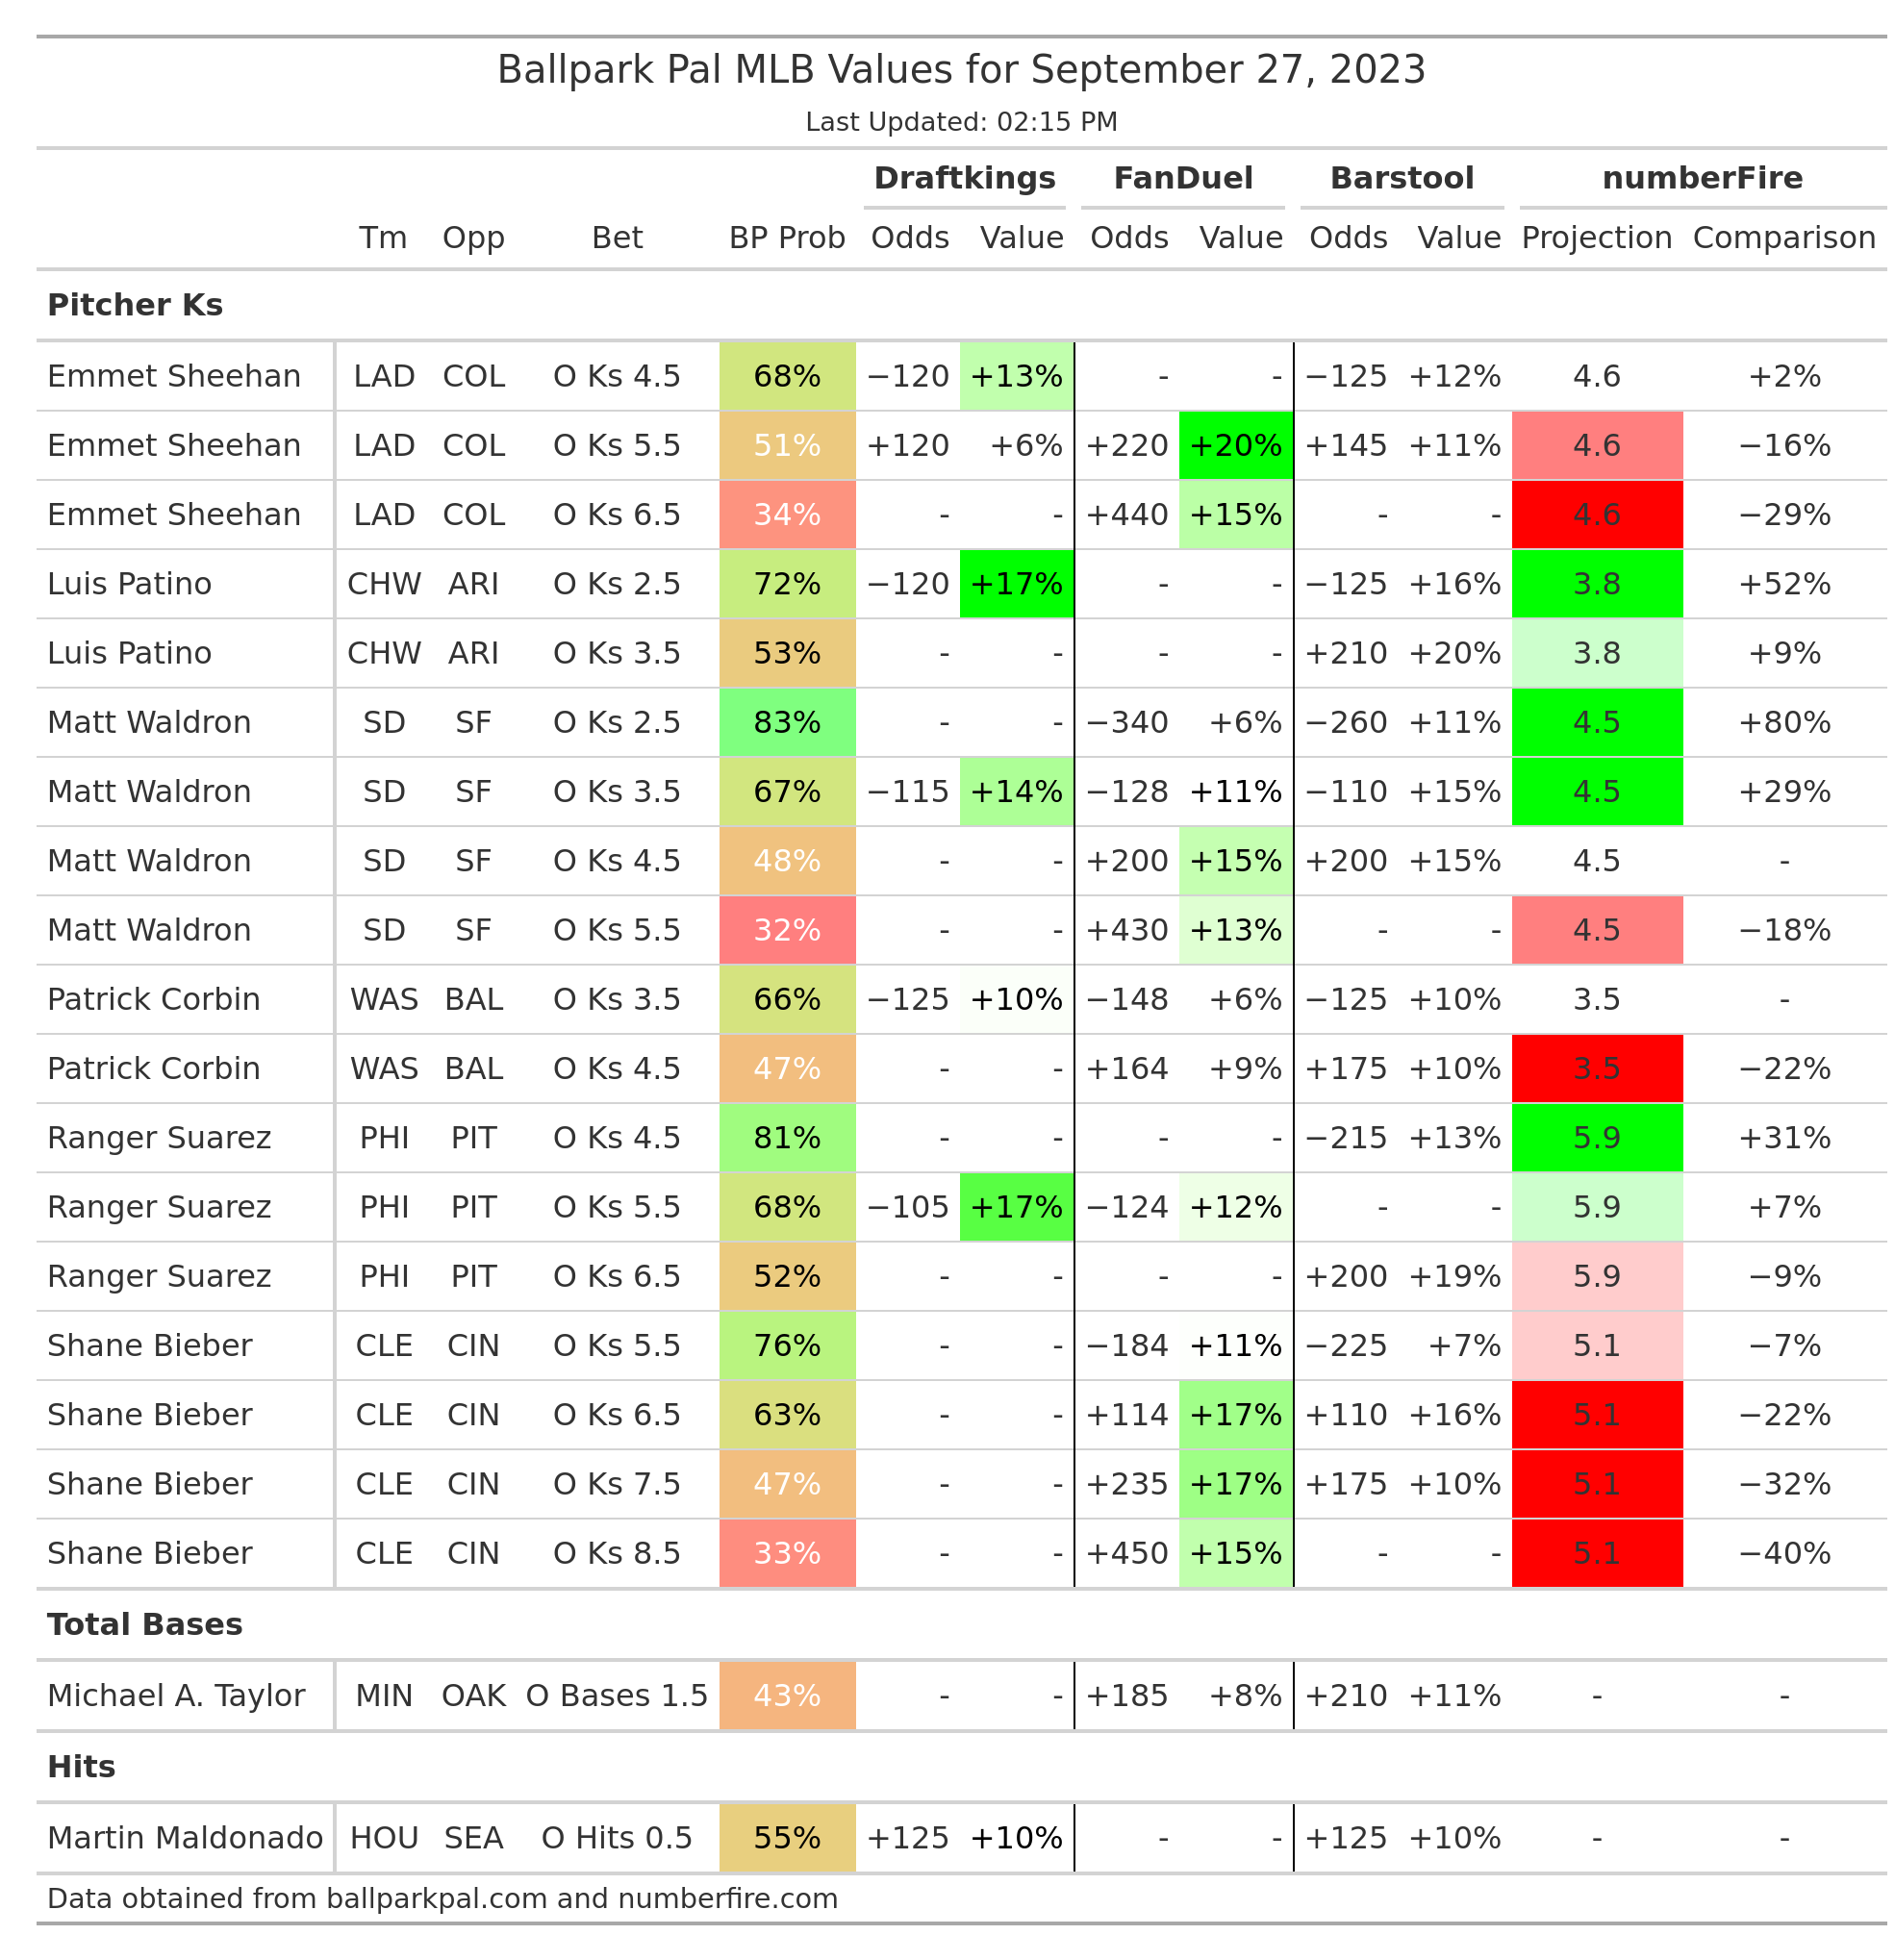 Ballpark Pal MLB Values for September 27, 2023
Last Updated: 02:15 PM
Draftkings FanDuel Barstool numberFire
Tm Opp Bet BP Prob Odds Value Odds Value Odds Value Projection Comparison
Pitcher Ks
Emmet Sheehan LAD COL O Ks 4.5 68% −120 +13% - - −125 +12% 4.6 +2%
Emmet Sheehan LAD COL O Ks 5.5 51% +120 +6% +220 +20% +145 +11% 4.6 −16%
Emmet Sheehan LAD COL O Ks 6.5 34% - - +440 +15% - - 4.6 −29%
Luis Patino CHW ARI O Ks 2.5 72% −120 +17% - - −125 +16% 3.8 +52%
Luis Patino CHW ARI O Ks 3.5 53% - - - - +210 +20% 3.8 +9%
Matt Waldron SD SF O Ks 2.5 83% - - −340 +6% −260 +11% 4.5 +80%
Matt Waldron SD SF O Ks 3.5 67% −115 +14% −128 +11% −110 +15% 4.5 +29%
Matt Waldron SD SF O Ks 4.5 48% - - +200 +15% +200 +15% 4.5 -
Matt Waldron SD SF O Ks 5.5 32% - - +430 +13% - - 4.5 −18%
Patrick Corbin WAS BAL O Ks 3.5 66% −125 +10% −148 +6% −125 +10% 3.5 -
Patrick Corbin WAS BAL O Ks 4.5 47% - - +164 +9% +175 +10% 3.5 −22%
Ranger Suarez PHI PIT O Ks 4.5 81% - - - - −215 +13% 5.9 +31%
Ranger Suarez PHI PIT O Ks 5.5 68% −105 +17% −124 +12% - - 5.9 +7%
Ranger Suarez PHI PIT O Ks 6.5 52% - - - - +200 +19% 5.9 −9%
Shane Bieber CLE CIN O Ks 5.5 76% - - −184 +11% −225 +7% 5.1 −7%
Shane Bieber CLE CIN O Ks 6.5 63% - - +114 +17% +110 +16% 5.1 −22%
Shane Bieber CLE CIN O Ks 7.5 47% - - +235 +17% +175 +10% 5.1 −32%
Shane Bieber CLE CIN O Ks 8.5 33% - - +450 +15% - - 5.1 −40%
Total Bases
Michael A. Taylor MIN OAK O Bases 1.5 43% - - +185 +8% +210 +11% - -
Hits
Martin Maldonado HOU SEA O Hits 0.5 55% +125 +10% - - +125 +10% - -
Data obtained from ballparkpal.com and numberfire.com